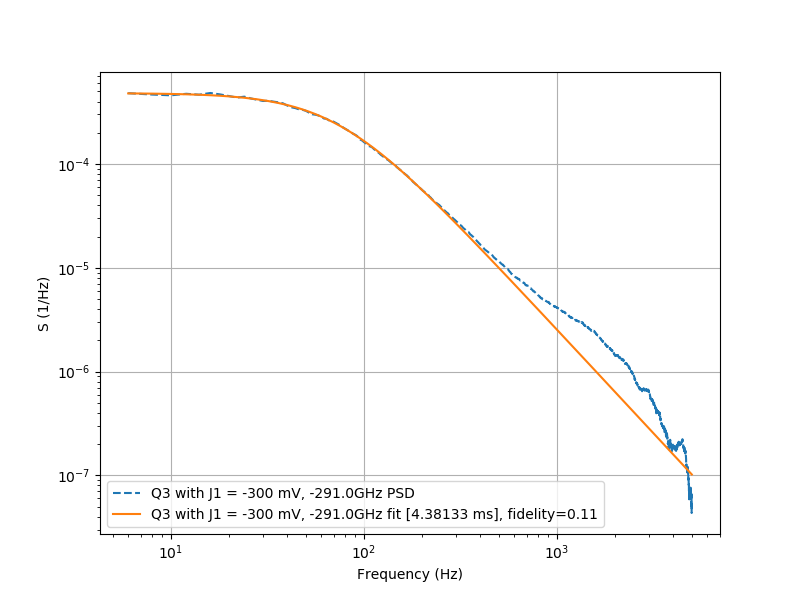 10⁻⁴
10⁻⁵
10⁻⁶
10⁻⁷
S (1/Hz)
Q3 with J1 = -300 mV, -291.0GHz PSD
Q3 with J1 = -300 mV, -291.0GHz fit [4.38133 ms], fidelity=0.11
10¹ 10² 10³
Frequency (Hz)